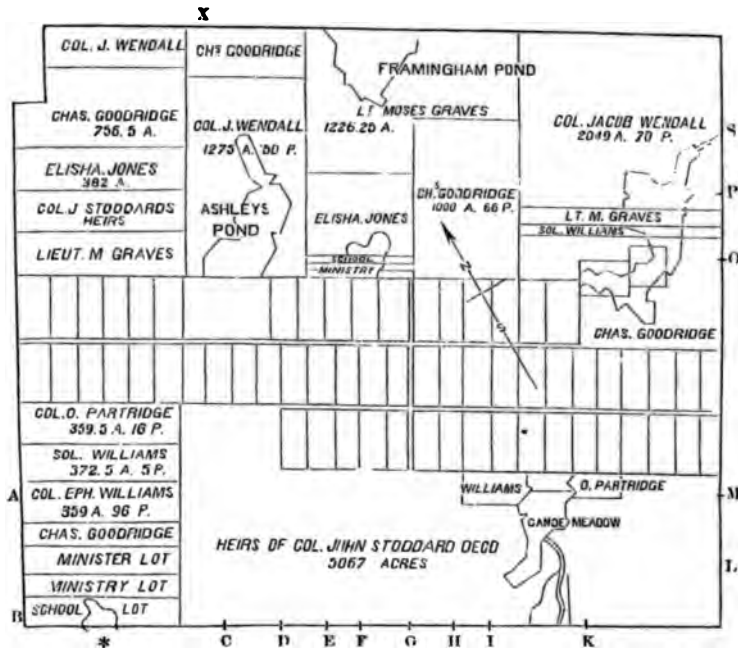 X
COL. J. WENDALL
CHAS. GOODRIDGE
756.5 A.
ELISHA. JONES
382 A.
COL. J STODDARDS
HEIRS
LIEUT. M GRAVES
CHS GOODRIDGE
COL. J. WENDALL
1275 A. 50 P.
ASHLEYS
POND
FRAMINGHAM POND
LT MOSES GRAVES
1226.25 A.
ELISHA. JONES
SCHOOL
MINISTRY
CHS GOODRIDGE
1000 A. 66 P.
COL. JACOB WENDALL
2049 A. 70 P.
LT. M. GRAVES
SOL. WILLIAMS
CHAS. GOODRIDGE
S
P
O
N
S
COL. O. PARTRIDGE
359.5 A. 16 P.
SOL. WILLIAMS
372.5 A. 5 P.
COL. EPH. WILLIAMS
359 A. 96 P.
CHAS. GOODRIDGE
MINISTER LOT
MINISTRY LOT
SCHOOL LOT
HEIRS OF COL. JOHN STODDARD DECD
5067 ACRES
WILLIAMS
O. PARTRIDGE
CANOE MEADOW
A
B
M
L
* C D E F G H I K